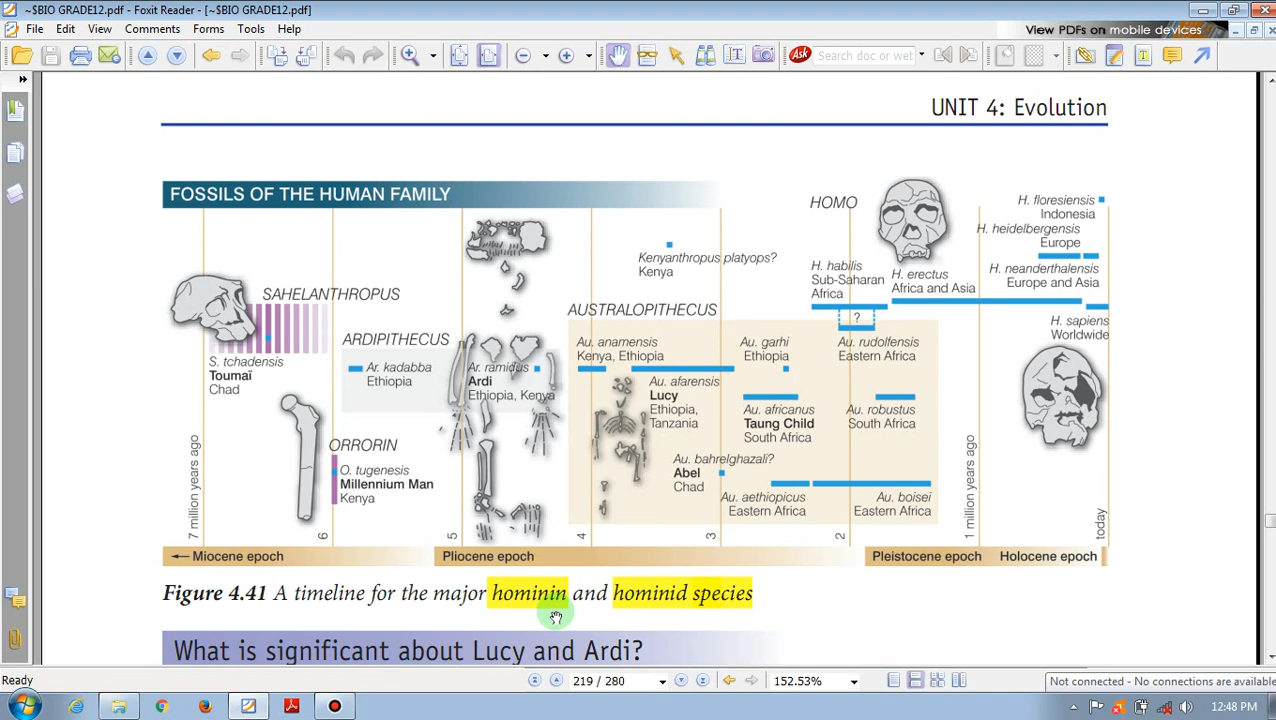 ~$BIO GRADE12.pdf - Foxit Reader - [~$BIO GRADE12.pdf]
File Edit View Comments Forms Tools Help
View PDFs on mobile devices
Ask Search doc or wet
UNIT 4: Evolution
FOSSILS OF THE HUMAN FAMILY
SAHELANTHROPUS
S. tchadensis
Toumaï
Chad
ORRORIN
O. tugenesis
Millennium Man
Kenya
ARDIPITHECUS
Ar. kadabba
Ethiopia
Ar. ramidus
Ardi
Ethiopia, Kenya
Kenyanthropus platyops?
Kenya
AUSTRALOPITHECUS
Au. anamensis
Kenya, Ethiopia
Au. afarensis
Lucy
Ethiopia,
Tanzania
Au. garhi
Ethiopia
Au. africanus
Taung Child
South Africa
Au. bahrelghazali?
Abel
Chad
Au. aethiopicus
Eastern Africa
Au. rudolfensis
Eastern Africa
Au. robustus
South Africa
Au. boisei
Eastern Africa
HOMO
H. habilis
Sub-Saharan
Africa
?
H. erectus
Africa and Asia
H. floresiensis
Indonesia
H. heidelbergensis
Europe
H. neanderthalensis
Europe and Asia
H. sapiens
Worldwide
7 million years ago
6
5
4
3
2
1 million years ago
today
Miocene epoch
Pliocene epoch
Pleistocene epoch
Holocene epoch
Figure 4.41 A timeline for the major hominin and hominid species
What is significant about Lucy and Ardi?
Ready
219 / 280
152.53%
Not connected - No connections are available
12:48 PM